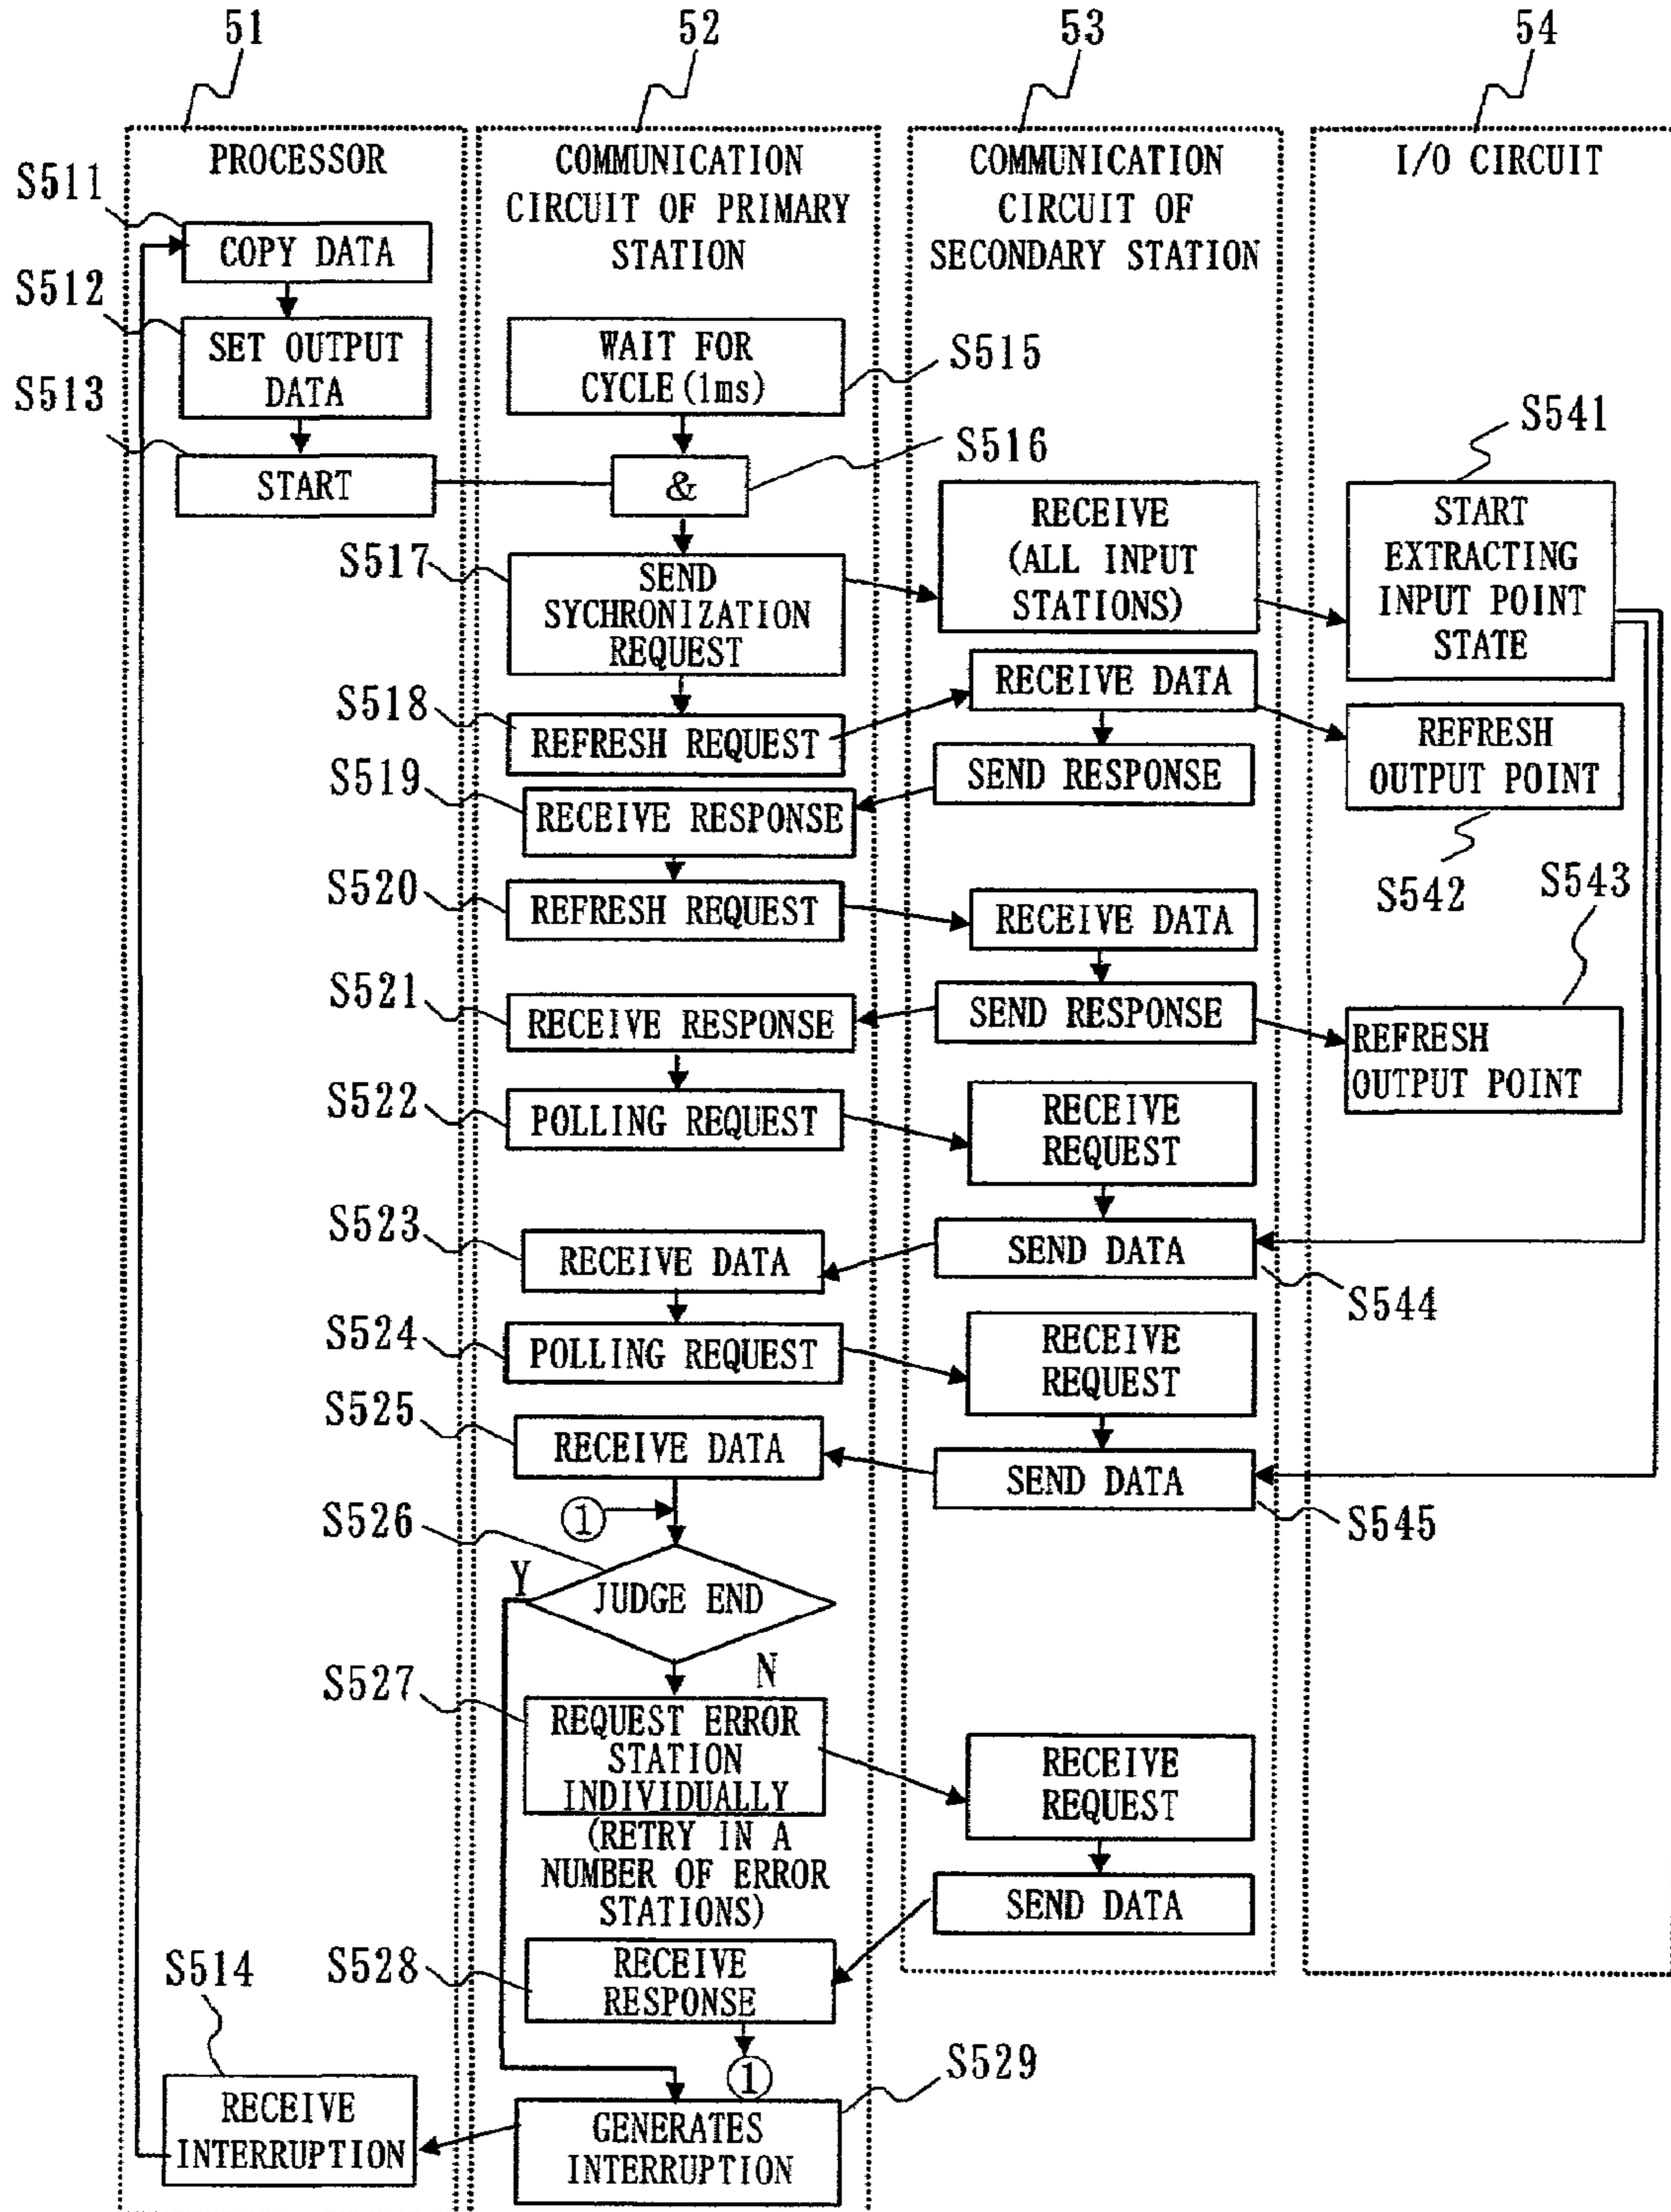 51
52
53
54
PROCESSOR
COMMUNICATION
CIRCUIT OF PRIMARY
STATION
COMMUNICATION
CIRCUIT OF
SECONDARY STATION
I/O CIRCUIT
S511
COPY DATA
S512
SET OUTPUT
DATA
S513
START
WAIT FOR
CYCLE(1ms)
S515
&
S516
S517
SEND
SYCHRONIZATION
REQUEST
RECEIVE
(ALL INPUT
STATIONS)
S541
START
EXTRACTING
INPUT POINT
STATE
S518
REFRESH REQUEST
RECEIVE DATA
REFRESH
OUTPUT POINT
S542
S519
RECEIVE RESPONSE
SEND RESPONSE
S520
REFRESH REQUEST
RECEIVE DATA
S543
S521
RECEIVE RESPONSE
SEND RESPONSE
REFRESH
OUTPUT POINT
S522
POLLING REQUEST
RECEIVE
REQUEST
S523
RECEIVE DATA
SEND DATA
S544
S524
POLLING REQUEST
RECEIVE
REQUEST
S525
RECEIVE DATA
SEND DATA
S545
①
S526
Y
JUDGE END
N
S527
REQUEST ERROR
STATION
INDIVIDUALLY
(RETRY IN A
NUMBER OF ERROR
STATIONS)
RECEIVE
REQUEST
SEND DATA
S528
RECEIVE
RESPONSE
①
S514
RECEIVE
INTERRUPTION
S529
GENERATES
INTERRUPTION